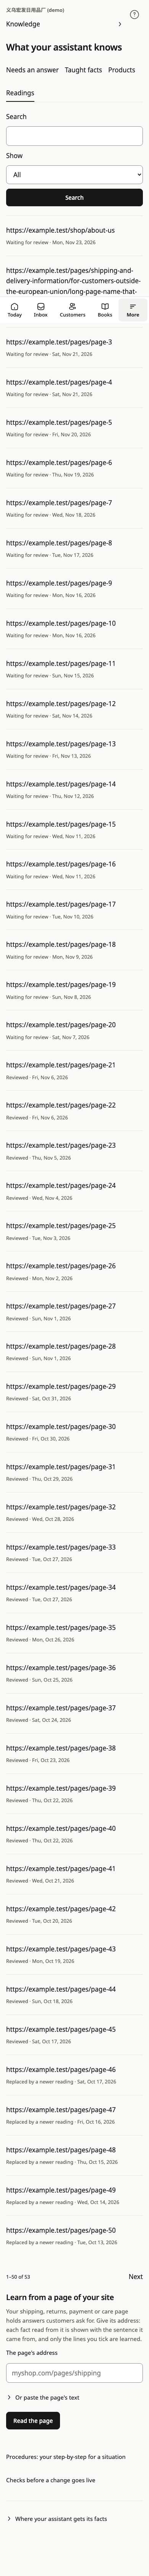 义乌宏发日用品厂 (demo)
?
Knowledge
What your assistant knows
Needs an answer Taught facts Products
Readings
Search
Show
All
Search
https://example.test/shop/about-us
Waiting for review · Mon, Nov 23, 2026
https://example.test/pages/shipping-and-
delivery-information/for-customers-outside-
the-european-union/long-page-name-that-
Today Inbox Customers Books More
https://example.test/pages/page-3
Waiting for review · Sat, Nov 21, 2026
https://example.test/pages/page-4
Waiting for review · Sat, Nov 21, 2026
https://example.test/pages/page-5
Waiting for review · Fri, Nov 20, 2026
https://example.test/pages/page-6
Waiting for review · Thu, Nov 19, 2026
https://example.test/pages/page-7
Waiting for review · Wed, Nov 18, 2026
https://example.test/pages/page-8
Waiting for review · Tue, Nov 17, 2026
https://example.test/pages/page-9
Waiting for review · Mon, Nov 16, 2026
https://example.test/pages/page-10
Waiting for review · Mon, Nov 16, 2026
https://example.test/pages/page-11
Waiting for review · Sun, Nov 15, 2026
https://example.test/pages/page-12
Waiting for review · Sat, Nov 14, 2026
https://example.test/pages/page-13
Waiting for review · Fri, Nov 13, 2026
https://example.test/pages/page-14
Waiting for review · Thu, Nov 12, 2026
https://example.test/pages/page-15
Waiting for review · Wed, Nov 11, 2026
https://example.test/pages/page-16
Waiting for review · Wed, Nov 11, 2026
https://example.test/pages/page-17
Waiting for review · Tue, Nov 10, 2026
https://example.test/pages/page-18
Waiting for review · Mon, Nov 9, 2026
https://example.test/pages/page-19
Waiting for review · Sun, Nov 8, 2026
https://example.test/pages/page-20
Waiting for review · Sat, Nov 7, 2026
https://example.test/pages/page-21
Reviewed · Fri, Nov 6, 2026
https://example.test/pages/page-22
Reviewed · Fri, Nov 6, 2026
https://example.test/pages/page-23
Reviewed · Thu, Nov 5, 2026
https://example.test/pages/page-24
Reviewed · Wed, Nov 4, 2026
https://example.test/pages/page-25
Reviewed · Tue, Nov 3, 2026
https://example.test/pages/page-26
Reviewed · Mon, Nov 2, 2026
https://example.test/pages/page-27
Reviewed · Sun, Nov 1, 2026
https://example.test/pages/page-28
Reviewed · Sun, Nov 1, 2026
https://example.test/pages/page-29
Reviewed · Sat, Oct 31, 2026
https://example.test/pages/page-30
Reviewed · Fri, Oct 30, 2026
https://example.test/pages/page-31
Reviewed · Thu, Oct 29, 2026
https://example.test/pages/page-32
Reviewed · Wed, Oct 28, 2026
https://example.test/pages/page-33
Reviewed · Tue, Oct 27, 2026
https://example.test/pages/page-34
Reviewed · Tue, Oct 27, 2026
https://example.test/pages/page-35
Reviewed · Mon, Oct 26, 2026
https://example.test/pages/page-36
Reviewed · Sun, Oct 25, 2026
https://example.test/pages/page-37
Reviewed · Sat, Oct 24, 2026
https://example.test/pages/page-38
Reviewed · Fri, Oct 23, 2026
https://example.test/pages/page-39
Reviewed · Thu, Oct 22, 2026
https://example.test/pages/page-40
Reviewed · Thu, Oct 22, 2026
https://example.test/pages/page-41
Reviewed · Wed, Oct 21, 2026
https://example.test/pages/page-42
Reviewed · Tue, Oct 20, 2026
https://example.test/pages/page-43
Reviewed · Mon, Oct 19, 2026
https://example.test/pages/page-44
Reviewed · Sun, Oct 18, 2026
https://example.test/pages/page-45
Reviewed · Sat, Oct 17, 2026
https://example.test/pages/page-46
Replaced by a newer reading · Sat, Oct 17, 2026
https://example.test/pages/page-47
Replaced by a newer reading · Fri, Oct 16, 2026
https://example.test/pages/page-48
Replaced by a newer reading · Thu, Oct 15, 2026
https://example.test/pages/page-49
Replaced by a newer reading · Wed, Oct 14, 2026
https://example.test/pages/page-50
Replaced by a newer reading · Tue, Oct 13, 2026
1–50 of 53 Next
Learn from a page of your site
Your shipping, returns, payment or care page
holds answers customers ask for. Give its address:
each fact read from it is shown with the sentence it
came from, and only the lines you tick are learned.
The page's address
myshop.com/pages/shipping
Or paste the page's text
Read the page
Procedures: your step-by-step for a situation
Checks before a change goes live
Where your assistant gets its facts